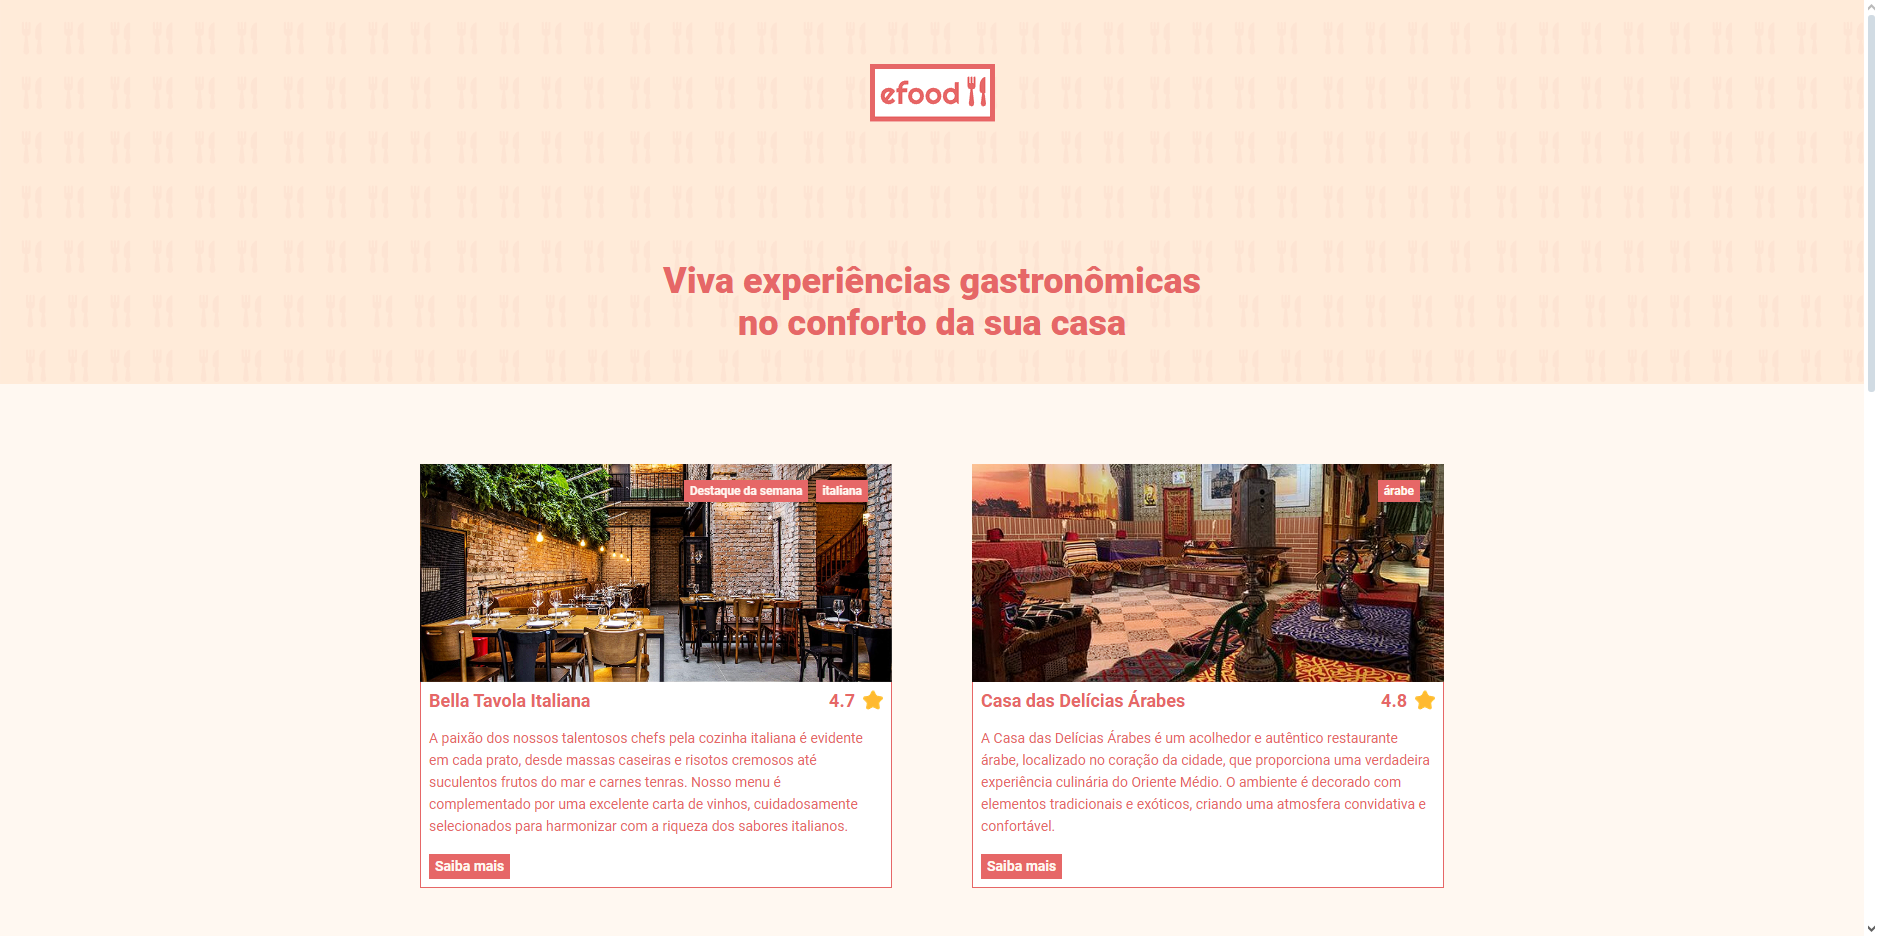 efood
Viva experiências gastronômicas
no conforto da sua casa
Destaque da semana
italiana
Bella Tavola Italiana
4.7
A paixão dos nossos talentosos chefs pela cozinha italiana é evidente
em cada prato, desde massas caseiras e risotos cremosos até
suculentos frutos do mar e carnes tenras. Nosso menu é
complementado por uma excelente carta de vinhos, cuidadosamente
selecionados para harmonizar com a riqueza dos sabores italianos.
Saiba mais
árabe
Casa das Delícias Árabes
4.8
A Casa das Delícias Árabes é um acolhedor e autêntico restaurante
árabe, localizado no coração da cidade, que proporciona uma verdadeira
experiência culinária do Oriente Médio. O ambiente é decorado com
elementos tradicionais e exóticos, criando uma atmosfera convidativa e
confortável.
Saiba mais